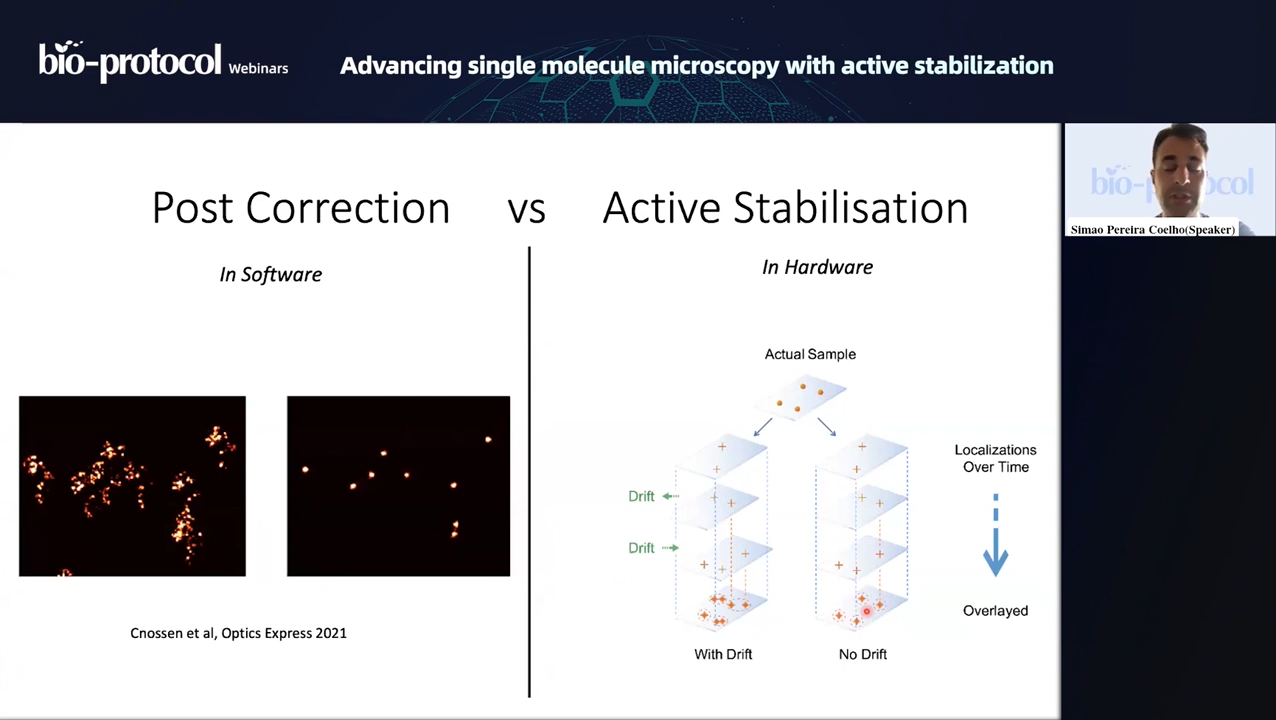 bio-protocol Webinars
Advancing single molecule microscopy with active stabilization
Post Correction vs Active Stabilisation
In Software
In Hardware
Actual Sample
Localizations
Over Time
Drift
Drift
Overlayed
With Drift
No Drift
Cnossen et al, Optics Express 2021
bio-protocol
Simao Pereira Coelho(Speaker)